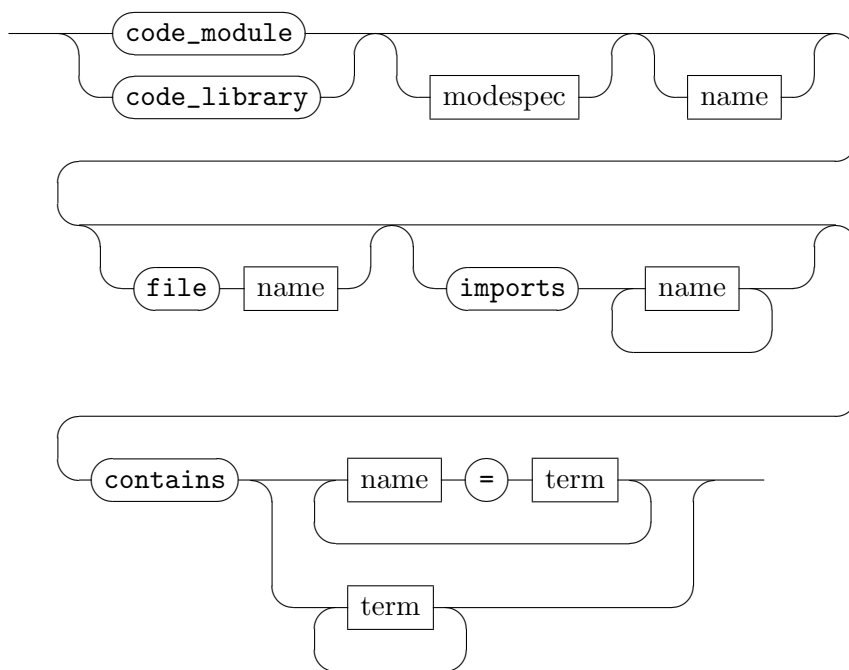 code_module
code_library
modespec
name
file name
imports name
contains name = term
term